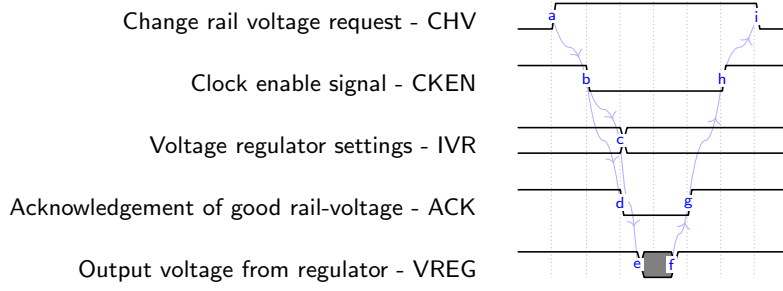 Change rail voltage request - CHV
a
i
Clock enable signal - CKEN
b
h
Voltage regulator settings - IVR
c
Acknowledgement of good rail-voltage - ACK
d
g
Output voltage from regulator - VREG
e
f